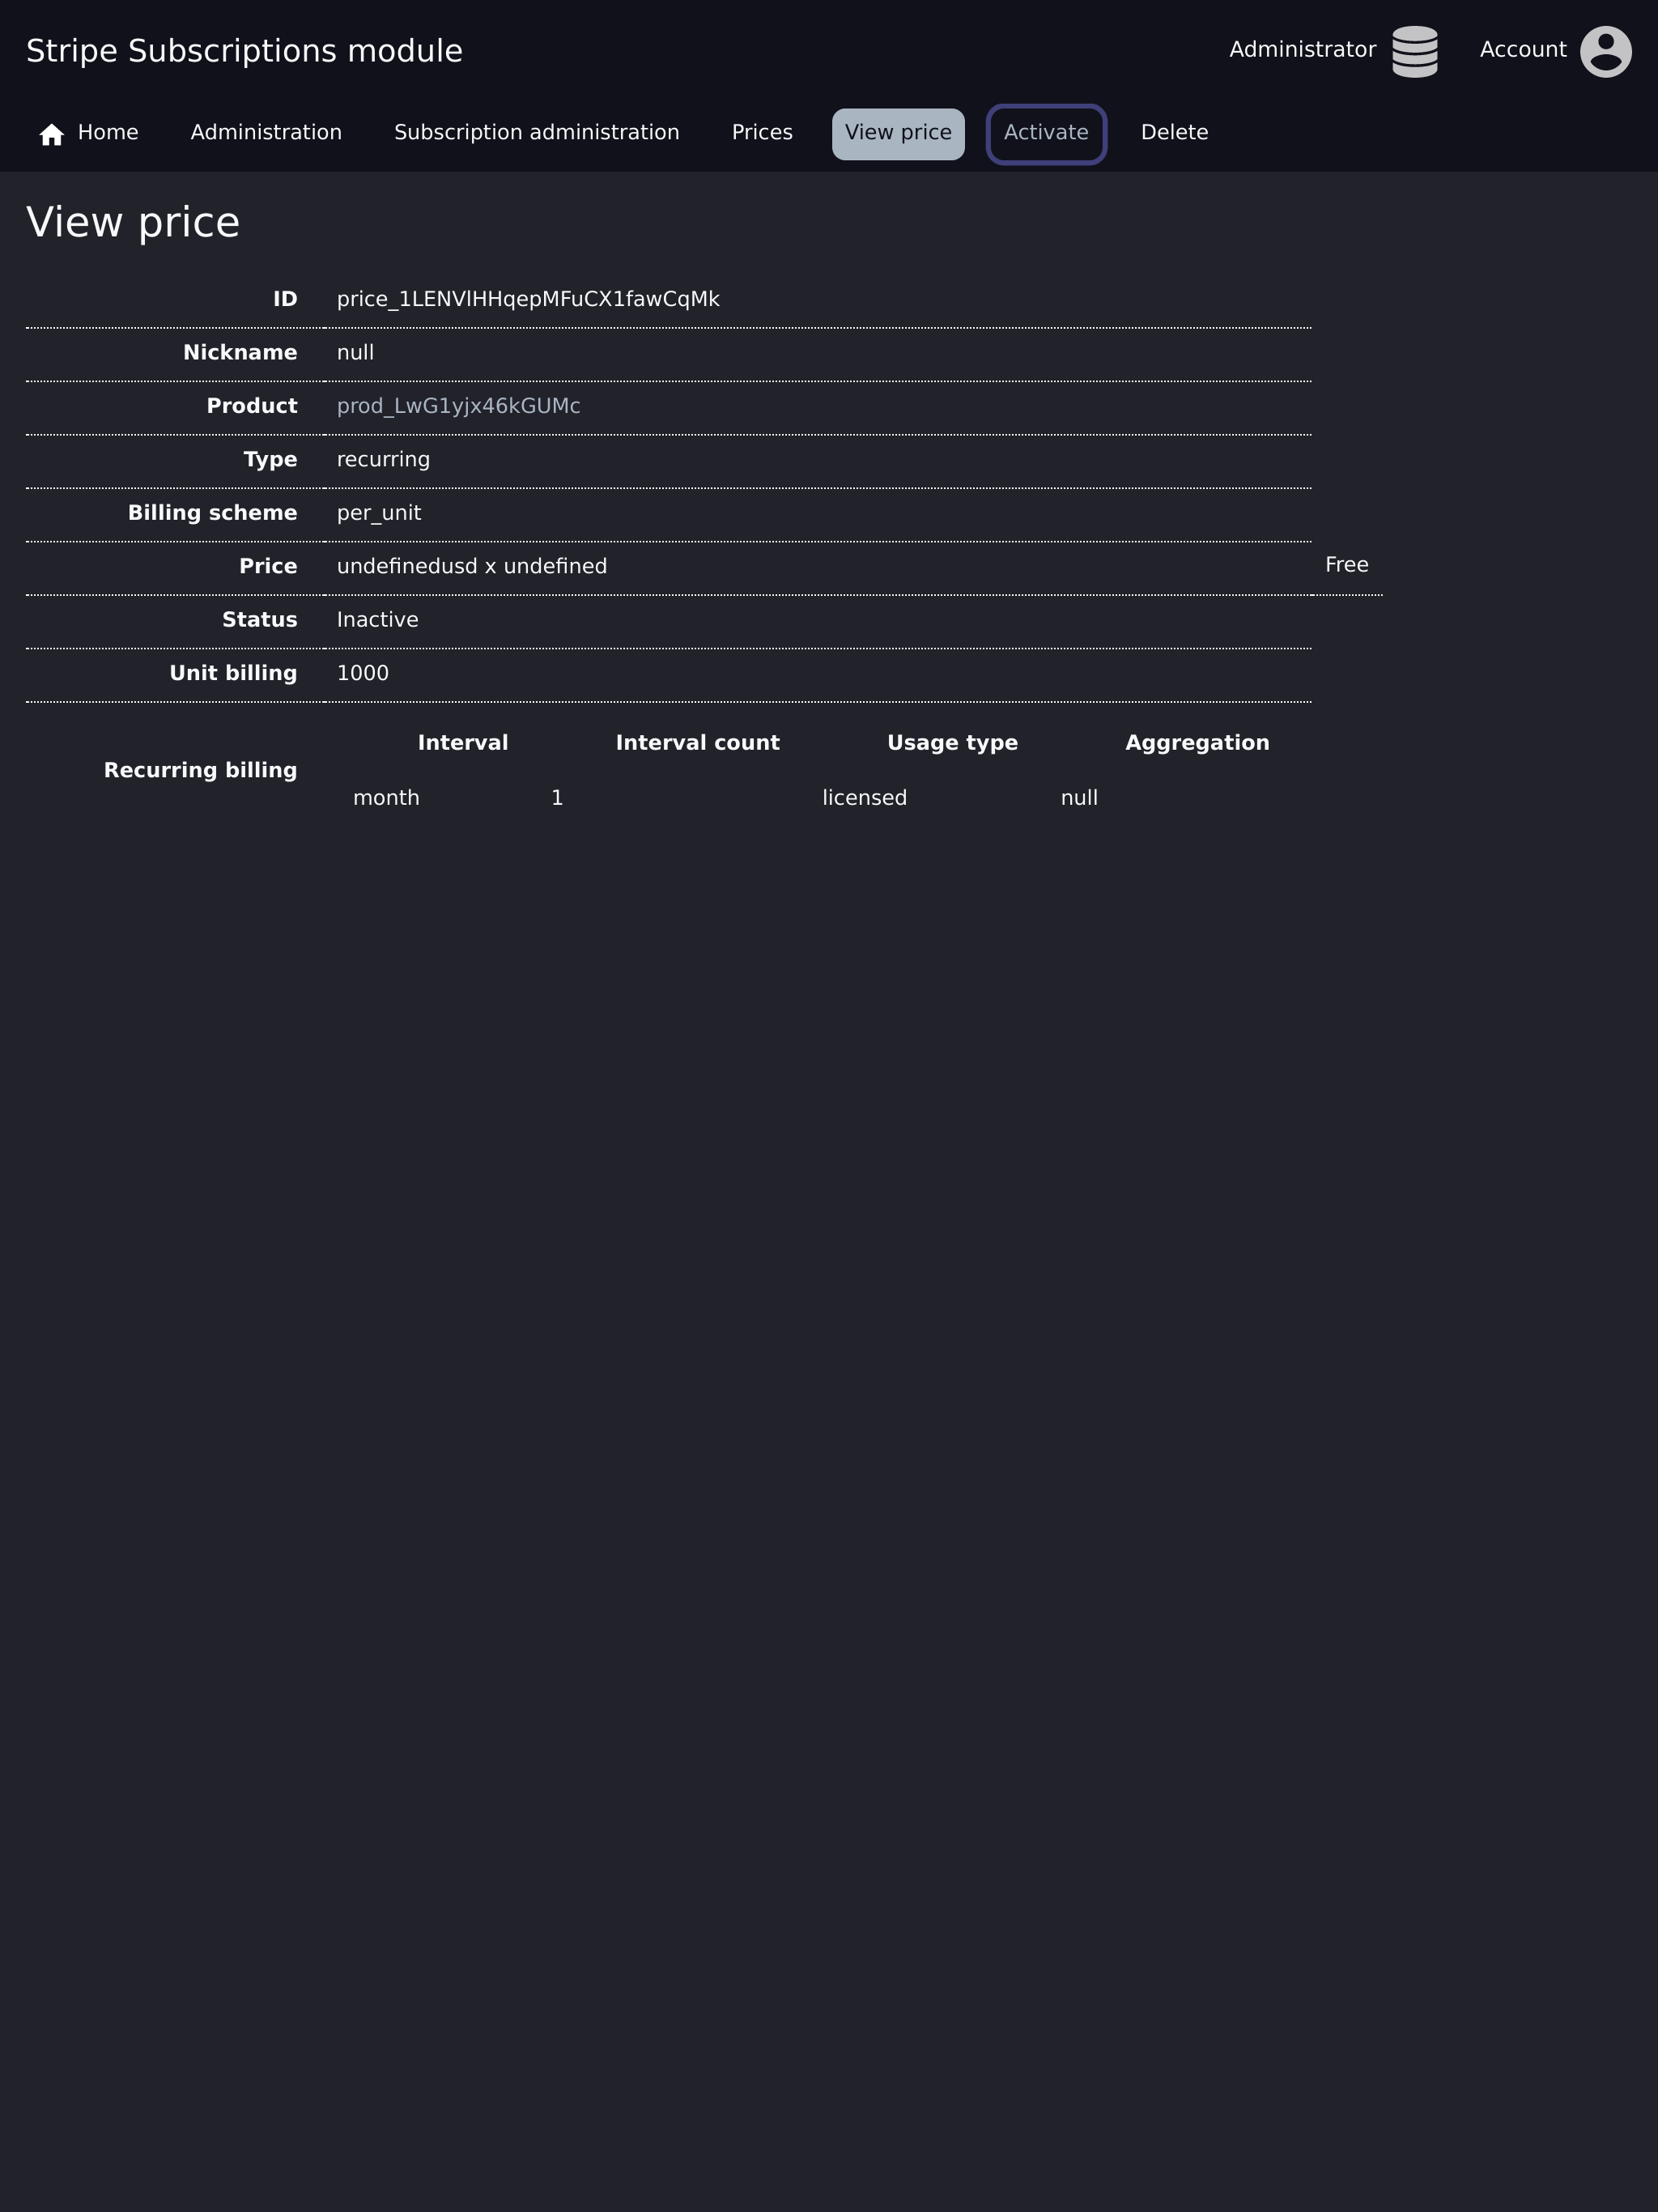 Stripe Subscriptions module
Administrator
Account
Home
Administration
Subscription administration
Prices
View price
Activate
Delete
View price
ID price_1LENVlHHqepMFuCX1fawCqMk
Nickname null
Product prod_LwG1yjx46kGUMc
Type recurring
Billing scheme per_unit
Price undefinedusd x undefined Free
Status Inactive
Unit billing 1000
Interval Interval count Usage type Aggregation
Recurring billing
month 1 licensed null